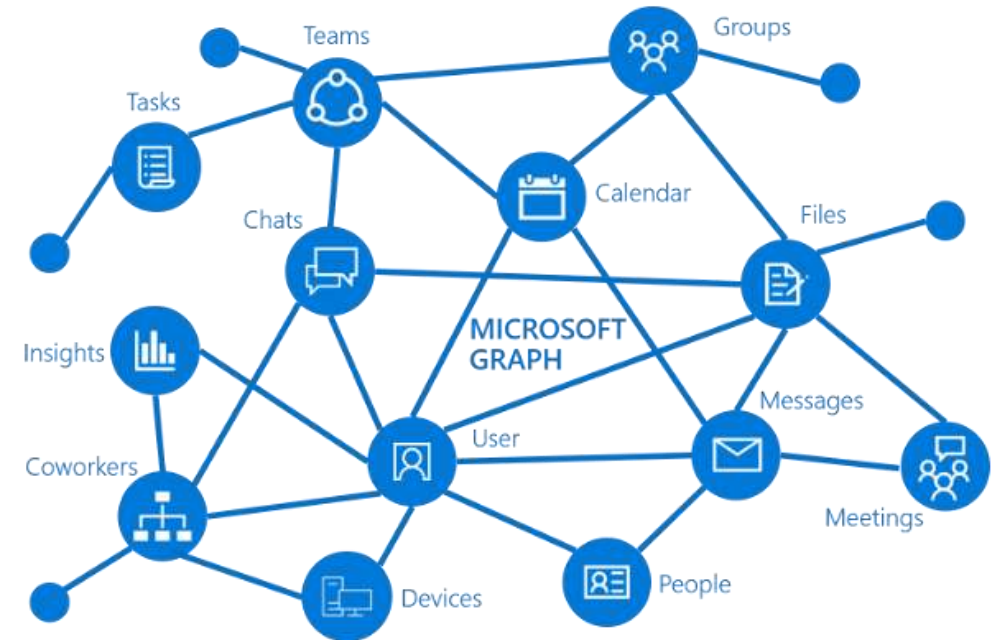 Groups
Teams
Tasks
Calendar
Chats
Files
MICROSOFT
GRAPH
Insights
Messages
User
Coworkers
Meetings
People
Devices